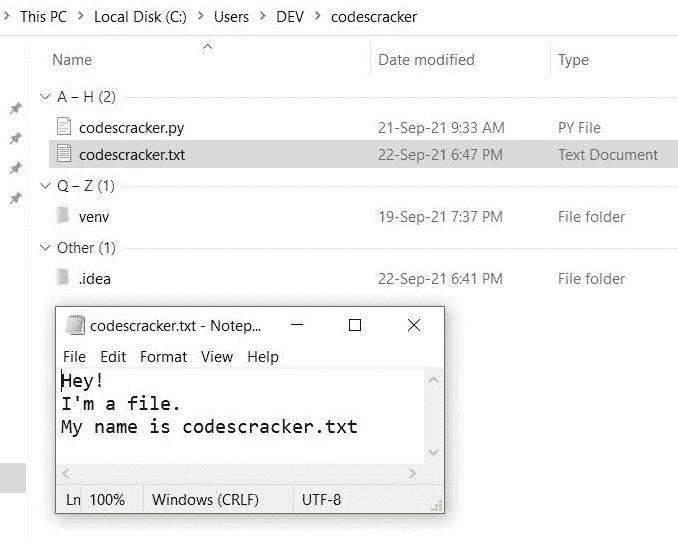 This PC > Local Disk (C:) > Users > DEV > codescracker
Name Date modified Type
A – H (2)
codescracker.py 21-Sep-21 9:33 AM PY File
codescracker.txt 22-Sep-21 6:47 PM Text Document
Q – Z (1)
venv 19-Sep-21 7:37 PM File folder
Other (1)
.idea 22-Sep-21 6:41 PM File folder
codescracker.txt - Notep...
File Edit Format View Help
Hey!
I'm a file.
My name is codescracker.txt
Ln 100% Windows (CRLF) UTF-8